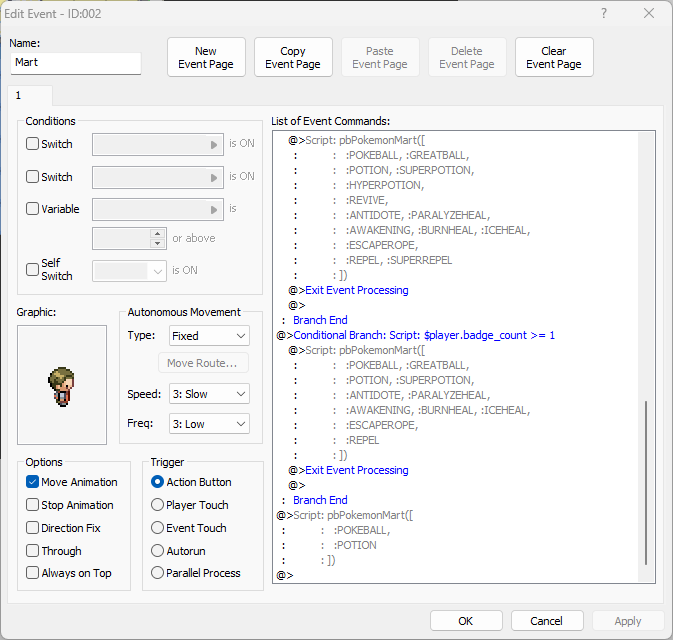 Edit Event - ID:002
?
Name:
Mart
New
Event Page
Copy
Event Page
Paste
Event Page
Delete
Event Page
Clear
Event Page
1
Conditions
Switch
is ON
Switch
is ON
Variable
is
or above
Self
Switch
is ON
Graphic:
Autonomous Movement
Type:
Fixed
Move Route...
Speed:
3: Slow
Freq:
3: Low
Options
Move Animation
Stop Animation
Direction Fix
Through
Always on Top
Trigger
Action Button
Player Touch
Event Touch
Autorun
Parallel Process
List of Event Commands:
@>Script: pbPokemonMart([
: : :POKEBALL, :GREATBALL,
: : :POTION, :SUPERPOTION,
: : :HYPERPOTION,
: : :REVIVE,
: : :ANTIDOTE, :PARALYZEHEAL,
: : :AWAKENING, :BURNHEAL, :ICEHEAL,
: : :ESCAPEROPE,
: : :REPEL, :SUPERREPEL
: : ])
@>Exit Event Processing
@>
: Branch End
@>Conditional Branch: Script: $player.badge_count >= 1
@>Script: pbPokemonMart([
: : :POKEBALL, :GREATBALL,
: : :POTION, :SUPERPOTION,
: : :ANTIDOTE, :PARALYZEHEAL,
: : :AWAKENING, :BURNHEAL, :ICEHEAL,
: : :ESCAPEROPE,
: : :REPEL
: : ])
@>Exit Event Processing
@>
: Branch End
@>Script: pbPokemonMart([
: : :POKEBALL,
: : :POTION
: : ])
@>
OK
Cancel
Apply